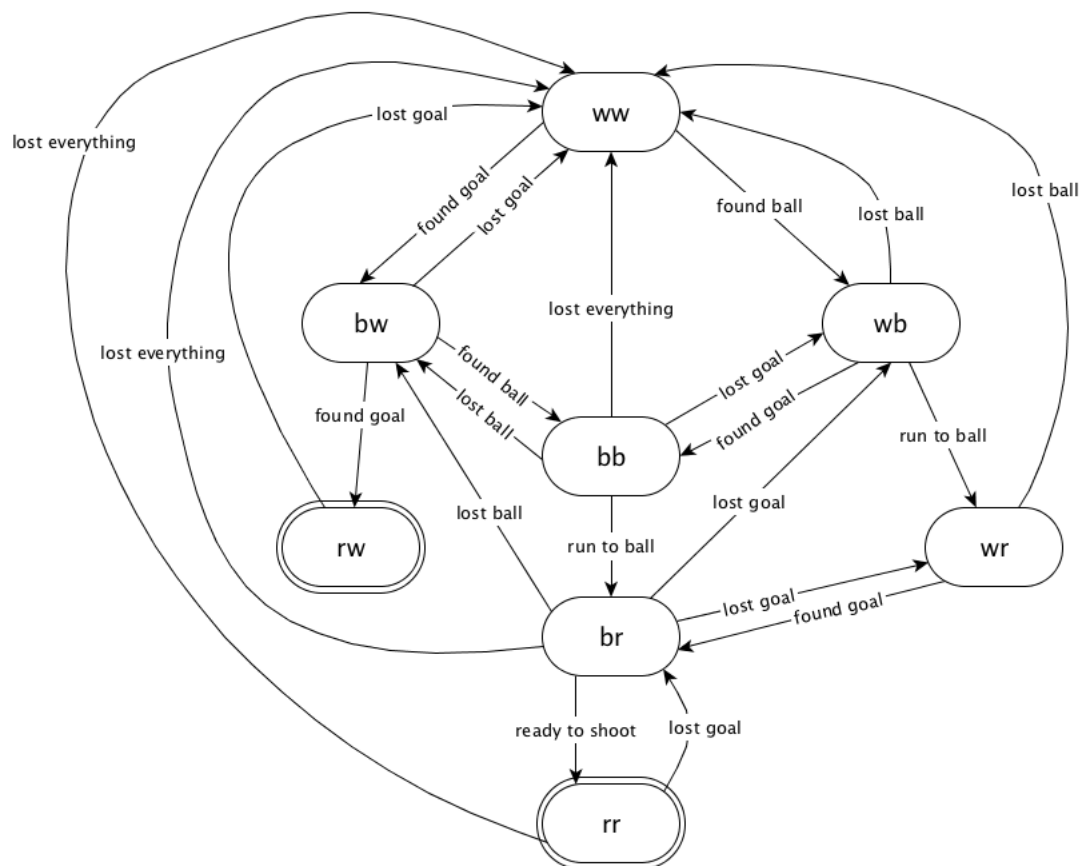 ww
lost goal
lost everything
found goal
lost goal
found ball
lost ball
lost ball
bw
lost everything
wb
lost everything
found ball
lost goal
lost ball
found goal
found goal
run to ball
bb
lost ball
lost goal
rw
run to ball
wr
lost goal
found goal
br
ready to shoot
lost goal
rr